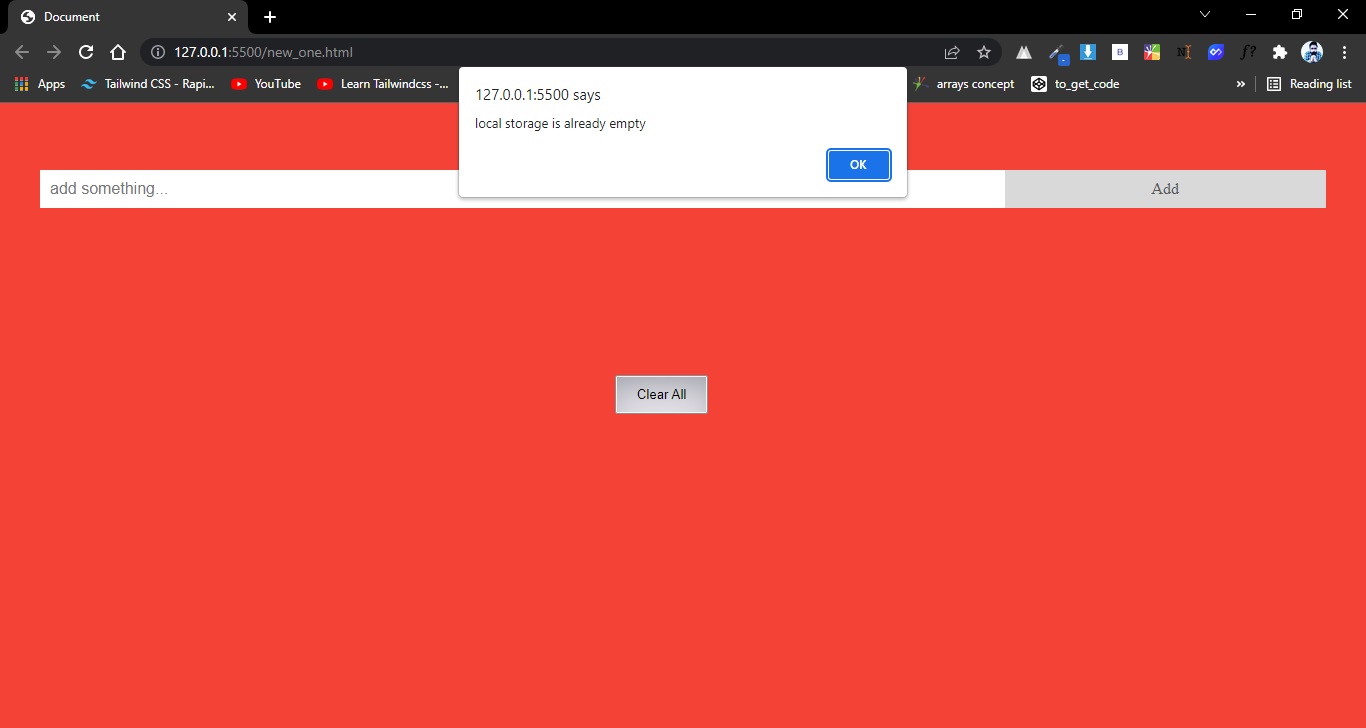 Document
127.0.0.1:5500/new_one.html
Apps Tailwind CSS - Rapi... YouTube Learn Tailwindcss -... arrays concept to_get_code » Reading list
127.0.0.1:5500 says
local storage is already empty
OK
add something... Add
Clear All